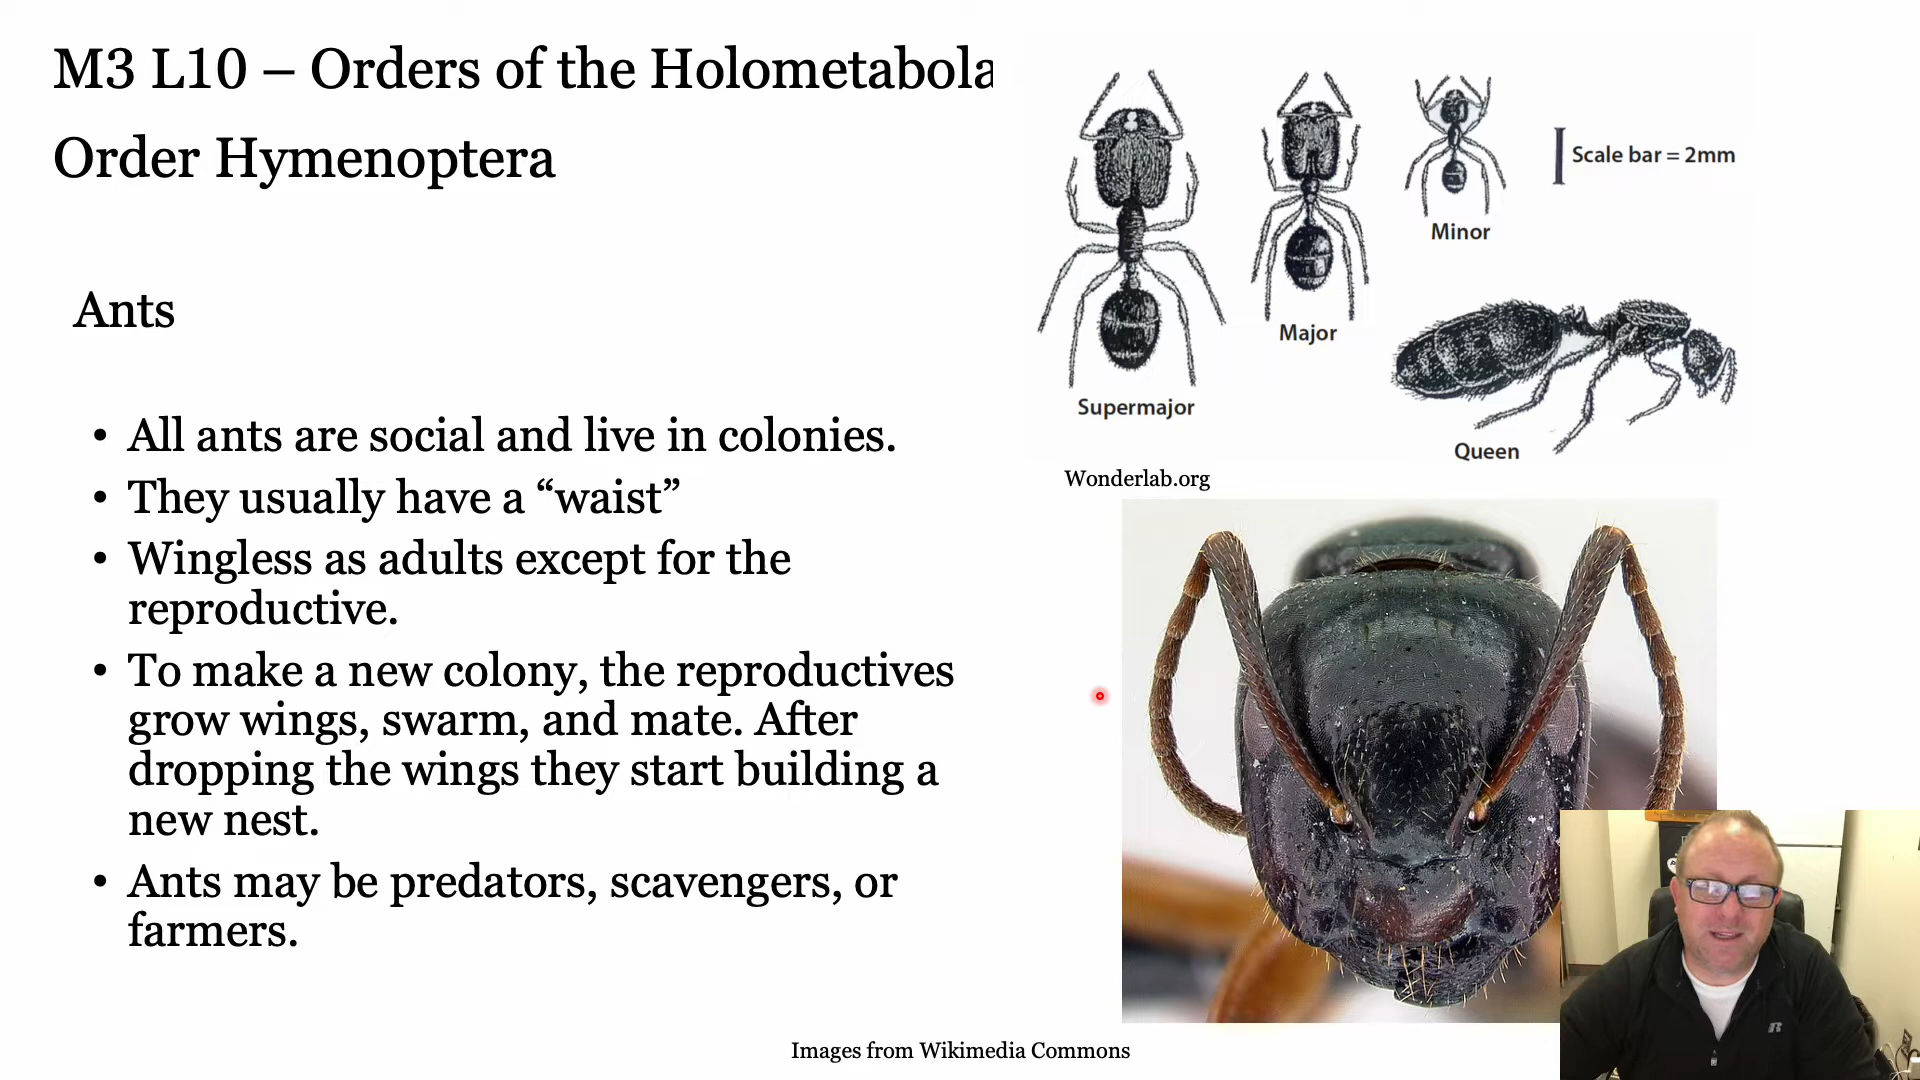 M3 L10 – Orders of the Holometabola
Order Hymenoptera
Ants
• All ants are social and live in colonies.
• They usually have a “waist”
• Wingless as adults except for the
reproductive.
• To make a new colony, the reproductives
grow wings, swarm, and mate. After
dropping the wings they start building a
new nest.
• Ants may be predators, scavengers, or
farmers.
Scale bar = 2mm
Minor
Major
Supermajor
Queen
Wonderlab.org
Images from Wikimedia Commons
R